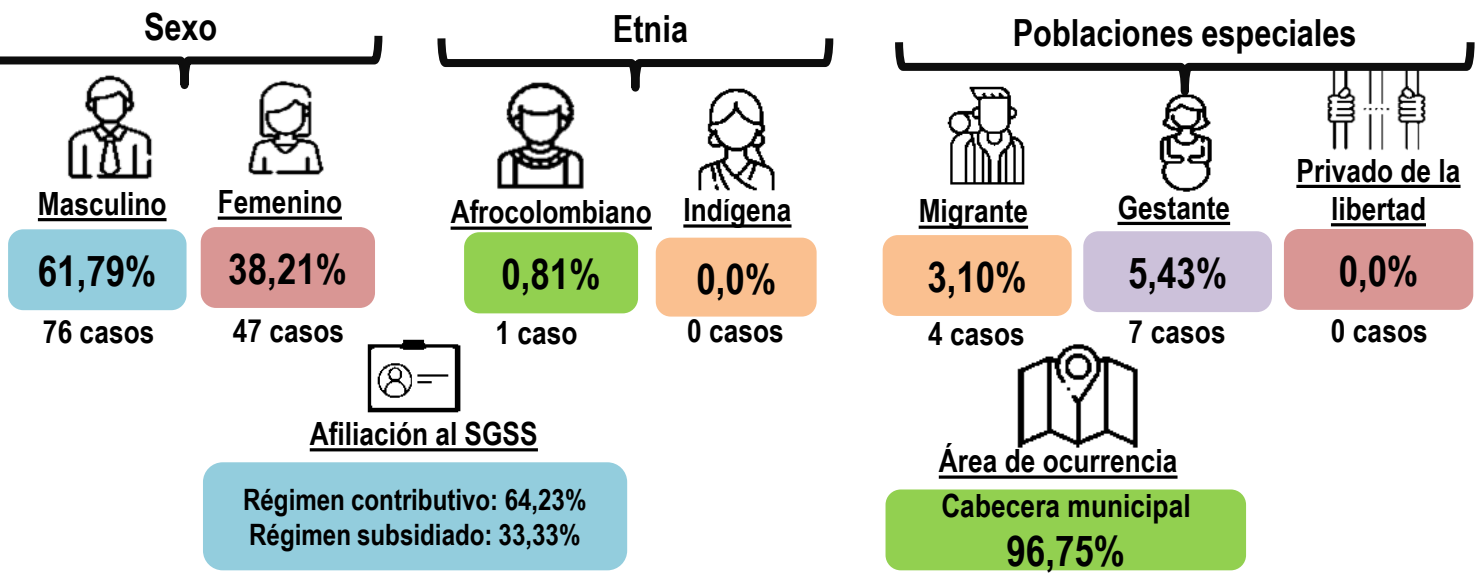 Sexo
Etnia
Poblaciones especiales
Masculino
61,79%
76 casos
Femenino
38,21%
47 casos
Afrocolombiano
0,81%
1 caso
Indígena
0,0%
0 casos
Migrante
3,10%
4 casos
Gestante
5,43%
7 casos
Privado de la
libertad
0,0%
0 casos
Afiliación al SGSS
Régimen contributivo: 64,23%
Régimen subsidiado: 33,33%
Área de ocurrencia
Cabecera municipal
96,75%